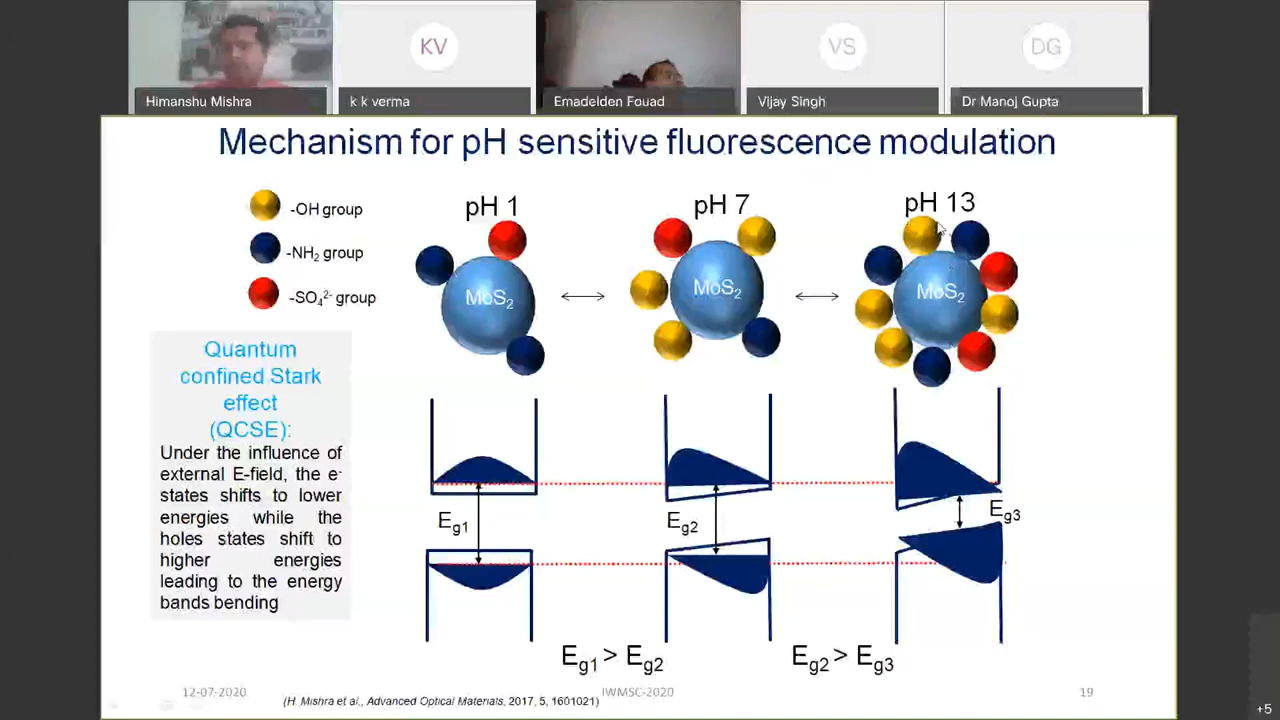 KV
VS
DG
Himanshu Mishra
k k verma
Emadelden Fouad
Vijay Singh
Dr Manoj Gupta
Mechanism for pH sensitive fluorescence modulation
-OH group
-NH₂ group
-SO₄²⁻ group
pH 1
pH 7
pH 13
MoS₂
MoS₂
MoS₂
Quantum
confined Stark
effect
(QCSE):
Under the influence of
external E-field, the e⁻
states shifts to lower
energies while the
holes states shift to
higher energies
leading to the energy
bands bending
Eg1
Eg2
Eg3
Eg1 > Eg2
Eg2 > Eg3
12-07-2020
(H. Mishra et al., Advanced Optical Materials, 2017, 5, 1601021)
IWMSC-2020
19
+5